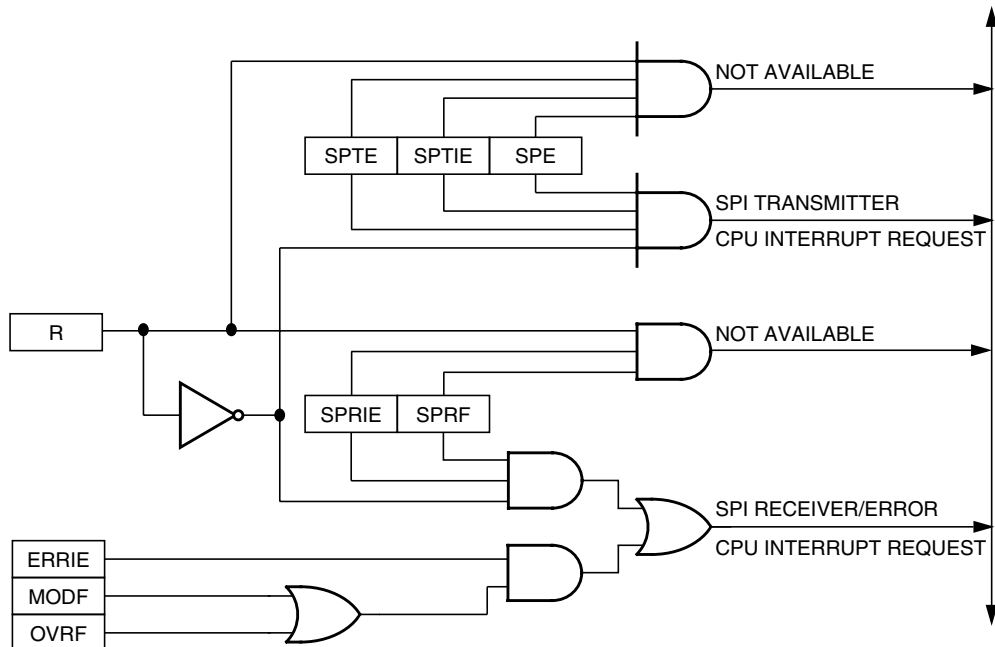 NOT AVAILABLE
SPTE SPTIE SPE
SPI TRANSMITTER
CPU INTERRUPT REQUEST
R
NOT AVAILABLE
SPRIE SPRF
SPI RECEIVER/ERROR
CPU INTERRUPT REQUEST
ERRIE
MODF
OVRF